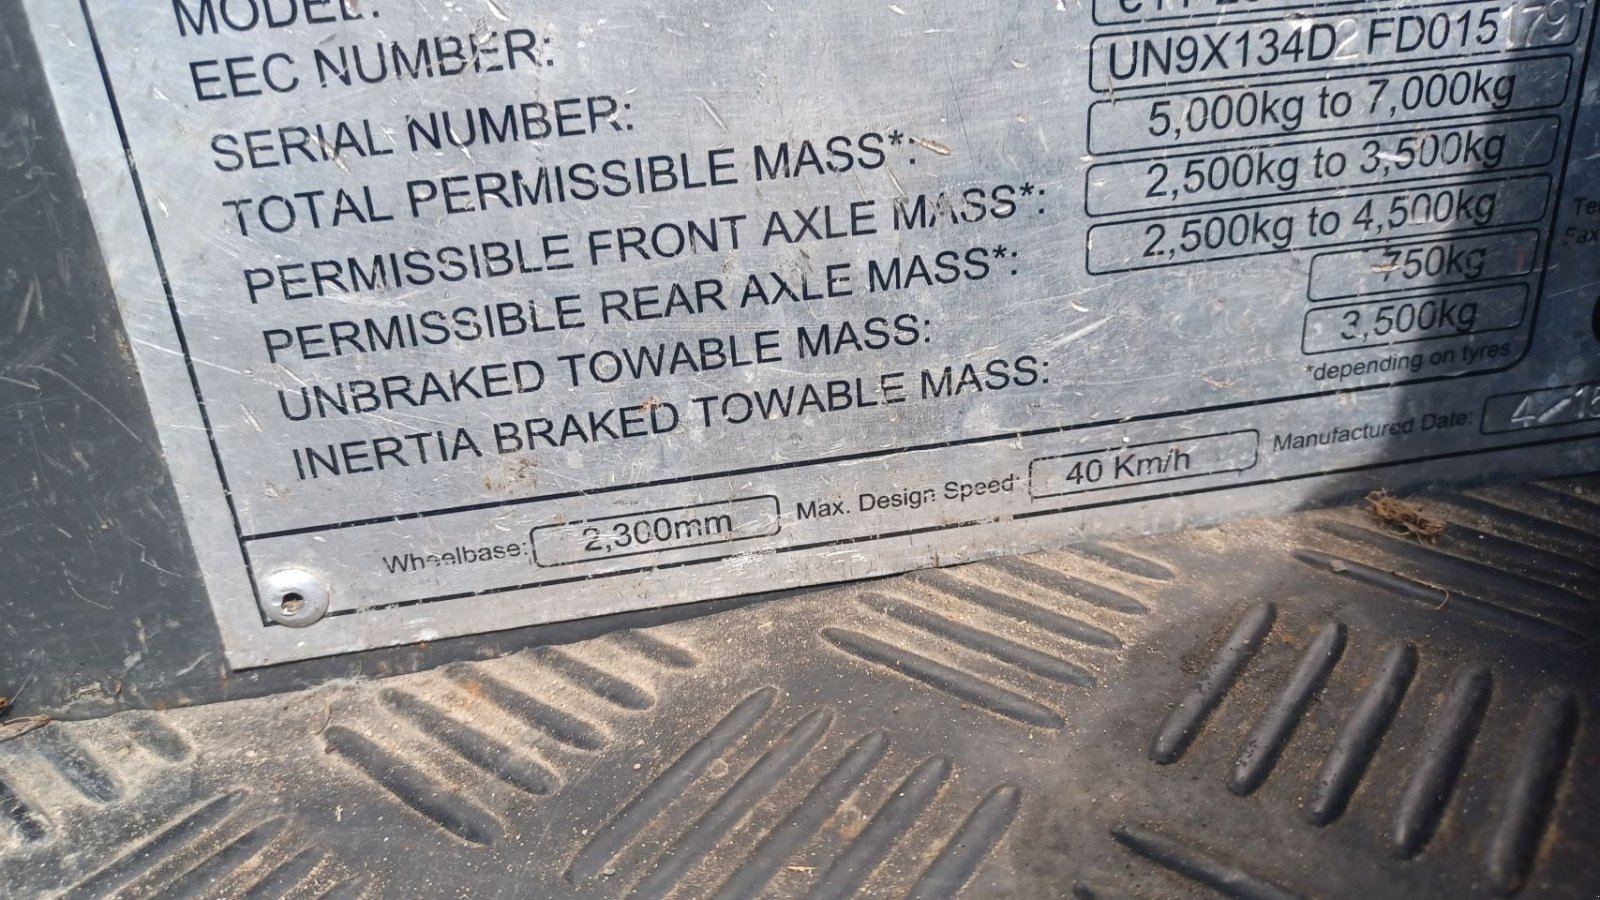 MODEL:
EEC NUMBER:
SERIAL NUMBER: UN9X134D2FD015179
TOTAL PERMISSIBLE MASS*: 5,000kg to 7,000kg
PERMISSIBLE FRONT AXLE MASS*: 2,500kg to 3,500kg
PERMISSIBLE REAR AXLE MASS*: 2,500kg to 4,500kg
UNBRAKED TOWABLE MASS: 750kg
INERTIA BRAKED TOWABLE MASS: 3,500kg
*depending on tyres
Wheelbase: 2,300mm Max. Design Speed: 40 Km/h Manufactured Date: